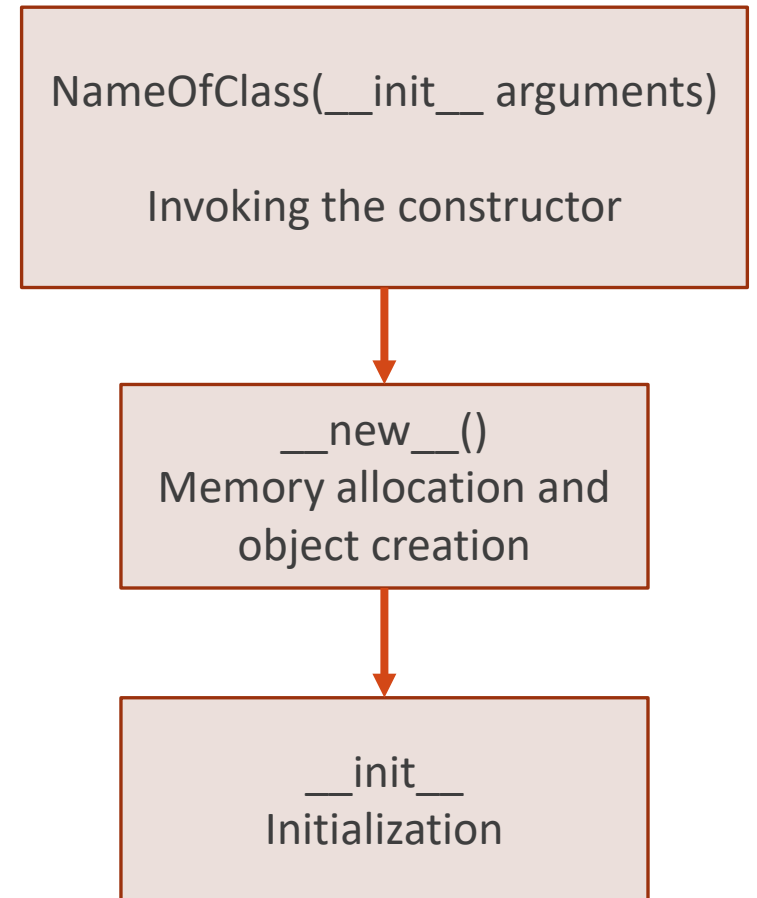 NameOfClass(__init__ arguments)
Invoking the constructor
__new__()
Memory allocation and
object creation
__init__
Initialization